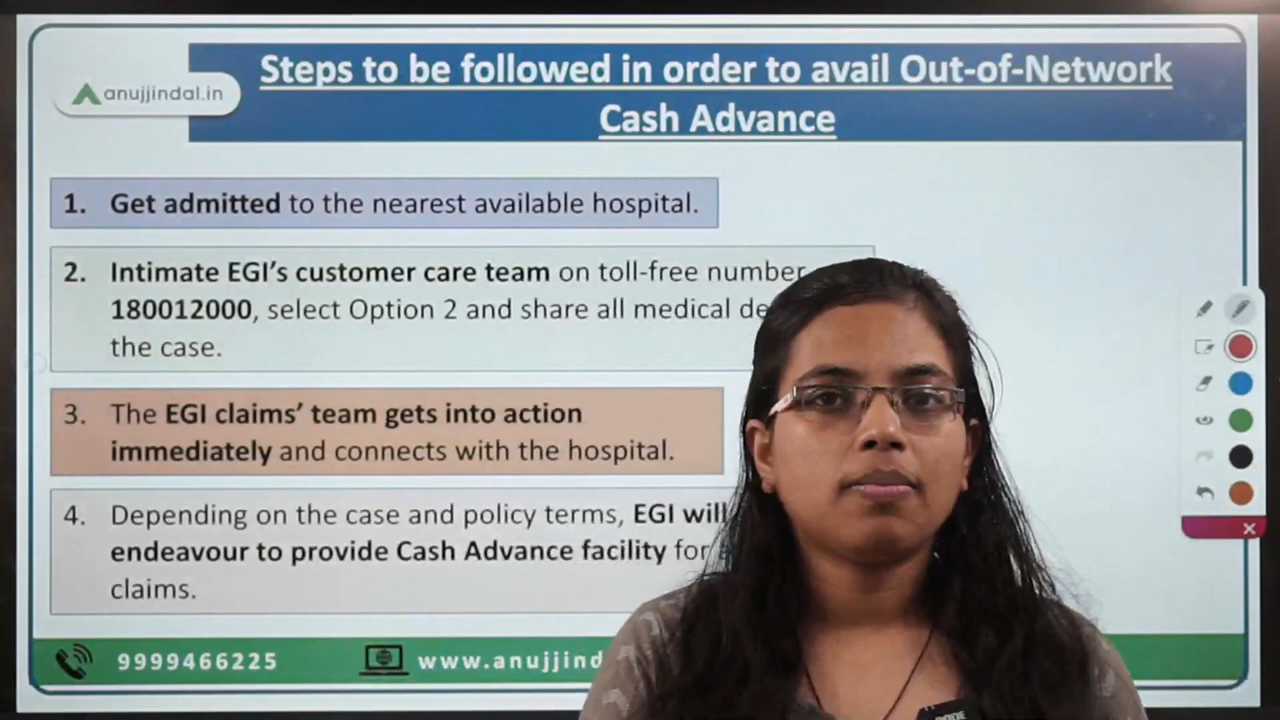 anujjindal.in
Steps to be followed in order to avail Out-of-Network
Cash Advance
1. Get admitted to the nearest available hospital.
2. Intimate EGI's customer care team on toll-free number
180012000, select Option 2 and share all medical
the case.
3. The EGI claims' team gets into action
immediately and connects with the hospital.
4. Depending on the case and policy terms, EGI will
endeavour to provide Cash Advance facility for
claims.
9999466225